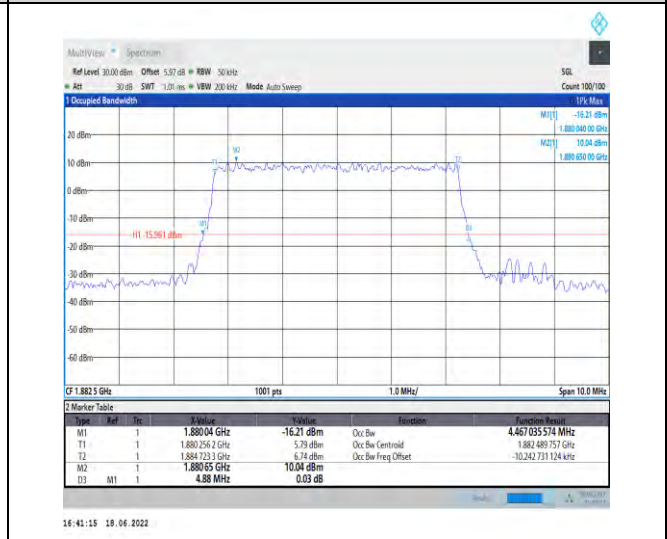 MultiView Spectrum
Ref Level 30.00 dBm Offset 5.97 dB RBW 50 kHz SGL
Att 30 dB SWT 1.01 ms VBW 200 kHz Mode Auto Sweep Count 100/100
1 Occupied Bandwidth 1Pk Max
M1[1] -16.21 dBm
1.880 040 00 GHz
M2[1] 10.04 dBm
1.880 650 00 GHz
20 dBm
M2
T1 T2
10 dBm
0 dBm
-10 dBm
M1 D3
H1 -15.961 dBm
-20 dBm
-30 dBm
-40 dBm
-50 dBm
-60 dBm
CF 1.882 5 GHz 1001 pts 1.0 MHz/ Span 10.0 MHz
2 Marker Table
Type Ref Trc X-Value Y-Value Function Function Result
M1 1 1.88004 GHz -16.21 dBm Occ Bw 4.467 035 574 MHz
T1 1 1.880 256 2 GHz 5.79 dBm Occ Bw Centroid 1.882 489 757 GHz
T2 1 1.884 723 3 GHz 6.74 dBm Occ Bw Freq Offset -10.242 731 124 kHz
M2 1 1.88065 GHz 10.04 dBm
D3 M1 1 4.88 MHz 0.03 dB
16:41:15 18.06.2022